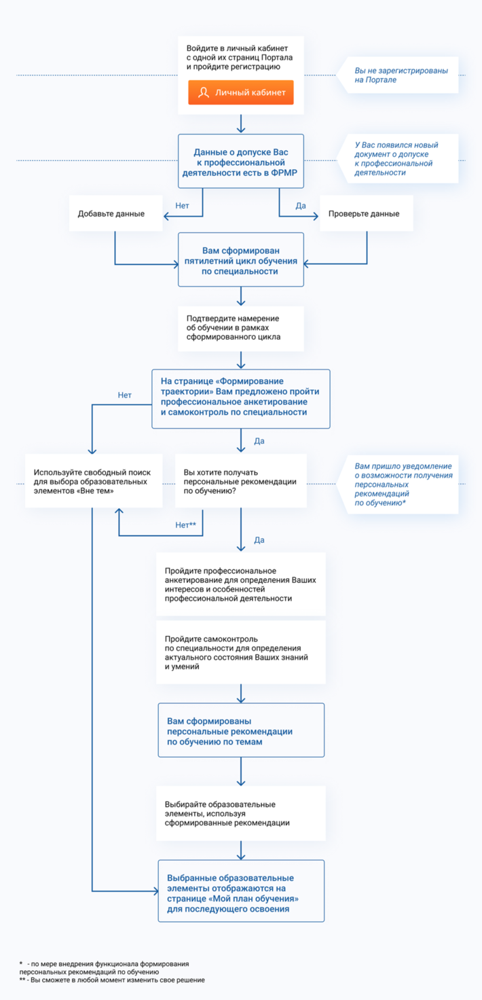 Войдите в личный кабинет
с одной их страниц Портала
и пройдите регистрацию
Личный кабинет
Вы не зарегистрированы
на Портале
Данные о допуске Вас
к профессиональной
деятельности есть в ФРМР
У Вас появился новый
документ о допуске
к профессиональной
деятельности
Нет
Да
Добавьте данные
Проверьте данные
Вам сформирован
пятилетний цикл обучения
по специальности
Подтвердите намерение
об обучении в рамках
сформированного цикла
На странице «Формирование
траектории» Вам предложено пройти
профессиональное анкетирование
и самоконтроль по специальности
Нет
Да
Используйте свободный поиск
для выбора образовательных
элементов «Вне тем»
Вы хотите получать
персональные рекомендации
по обучению?
Вам пришло уведомление
о возможности получения
персональных
рекомендаций
по обучению*
Нет**
Да
Пройдите профессиональное
анкетирование для определения Ваших
интересов и особенностей
профессиональной деятельности
Пройдите самоконтроль
по специальности для определения
актуального состояния Ваших знаний
и умений
Вам сформированы
персональные рекомендации
по обучению по темам
Выбирайте образовательные
элементы, используя
сформированные рекомендации
Выбранные образовательные
элементы отображаются на
странице «Мой план обучения»
для последующего освоения
* - по мере внедрения функционала формирования
персональных рекомендаций по обучению
** - Вы сможете в любой момент изменить свое решение